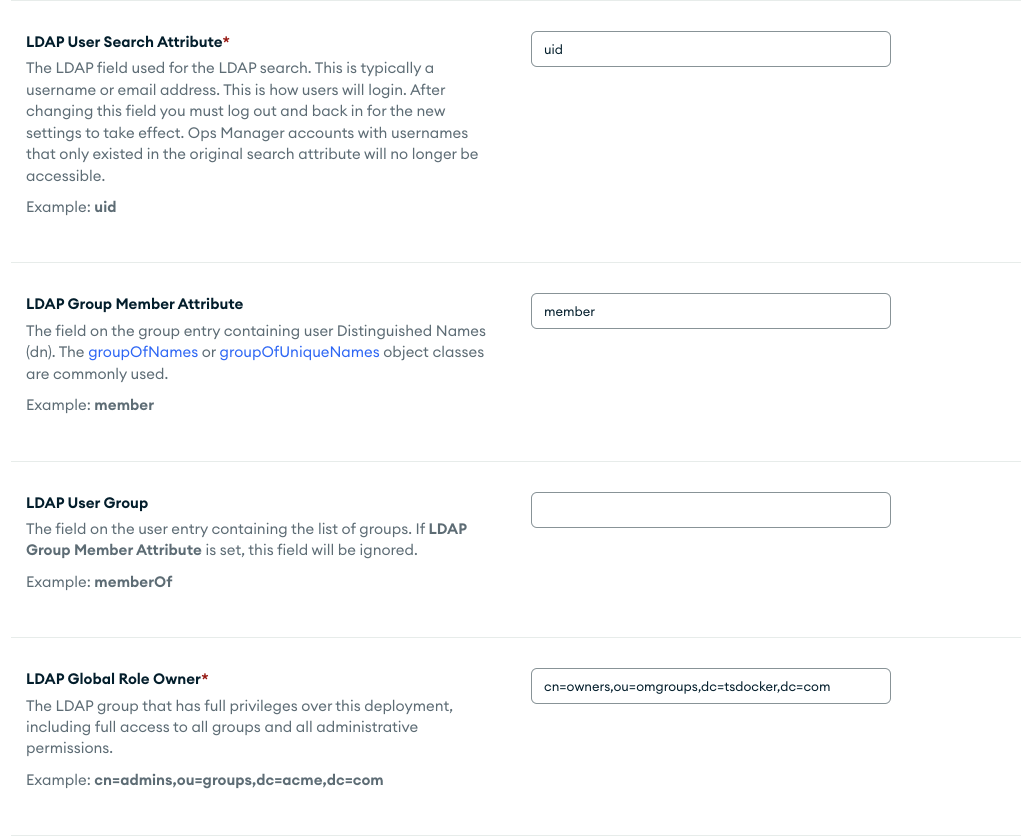 LDAP User Search Attribute*
uid
The LDAP field used for the LDAP search. This is typically a
username or email address. This is how users will login. After
changing this field you must log out and back in for the new
settings to take effect. Ops Manager accounts with usernames
that only existed in the original search attribute will no longer be
accessible.
Example: uid
LDAP Group Member Attribute
member
The field on the group entry containing user Distinguished Names
(dn). The groupOfNames or groupOfUniqueNames object classes
are commonly used.
Example: member
LDAP User Group
The field on the user entry containing the list of groups. If LDAP
Group Member Attribute is set, this field will be ignored.
Example: memberOf
LDAP Global Role Owner*
cn=owners,ou=omgroups,dc=tsdocker,dc=com
The LDAP group that has full privileges over this deployment,
including full access to all groups and all administrative
permissions.
Example: cn=admins,ou=groups,dc=acme,dc=com